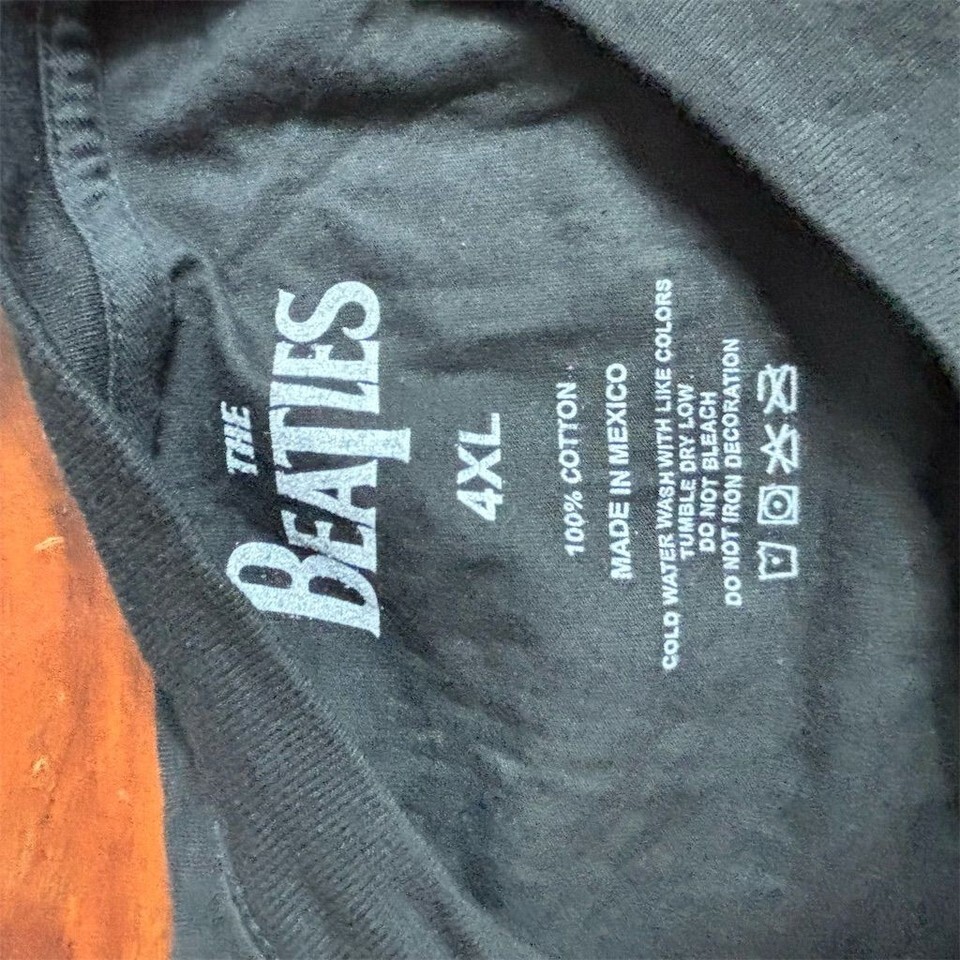 THE
BEATLES
4XL
100% COTTON
MADE IN MEXICO
COLD WATER WASH WITH LIKE COLORS
TUMBLE DRY LOW
DO NOT BLEACH
DO NOT IRON DECORATION